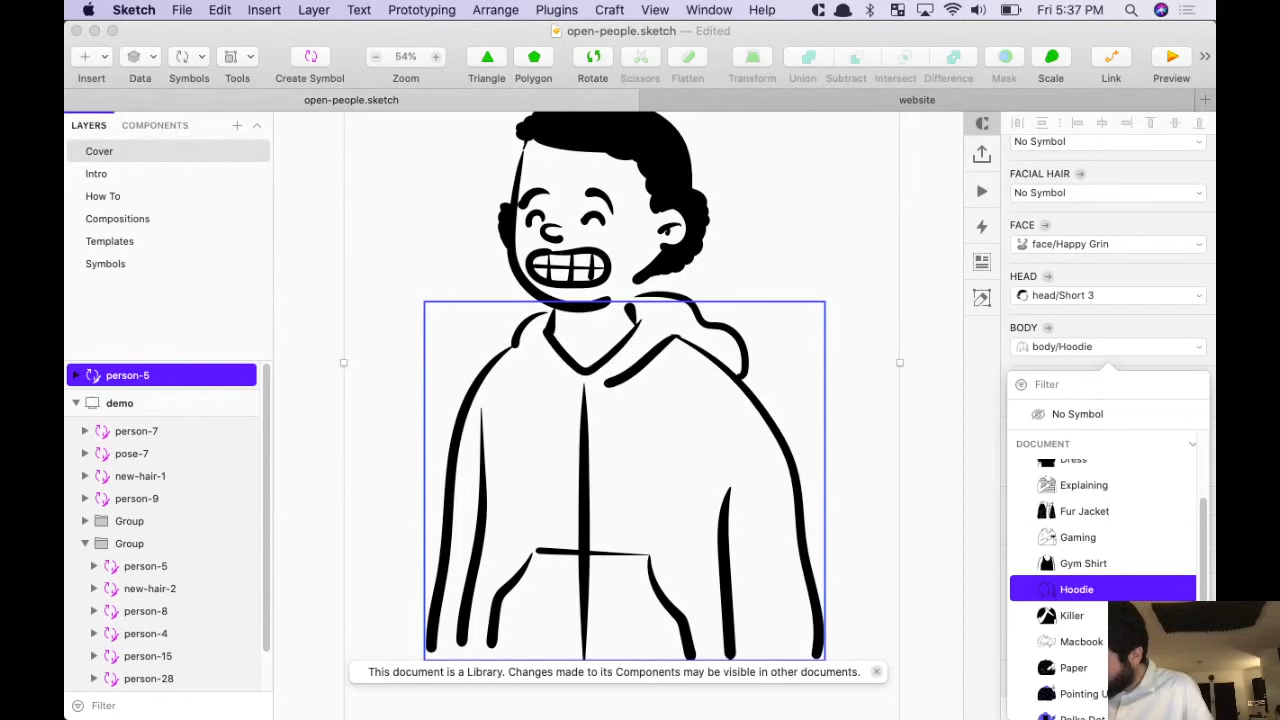 Sketch File Edit Insert Layer Text Prototyping Arrange Plugins Craft View Window Help Fri 5:37 PM
open-people.sketch — Edited
54%
Insert Data Symbols Tools Create Symbol Zoom Triangle Polygon Rotate Scissors Flatten Transform Union Subtract Intersect Difference Mask Scale Link Preview
open-people.sketch website
LAYERS COMPONENTS
Cover
Intro
How To
Compositions
Templates
Symbols
person-5
demo
person-7
pose-7
new-hair-1
person-9
Group
Group
person-5
new-hair-2
person-8
person-4
person-15
person-28
Filter
This document is a Library. Changes made to its Components may be visible in other documents.
No Symbol
FACIAL HAIR
No Symbol
FACE
face/Happy Grin
HEAD
head/Short 3
BODY
body/Hoodie
Filter
No Symbol
DOCUMENT
Dress
Explaining
Fur Jacket
Gaming
Gym Shirt
Hoodie
Killer
Macbook
Paper
Pointing U
Polka Dot